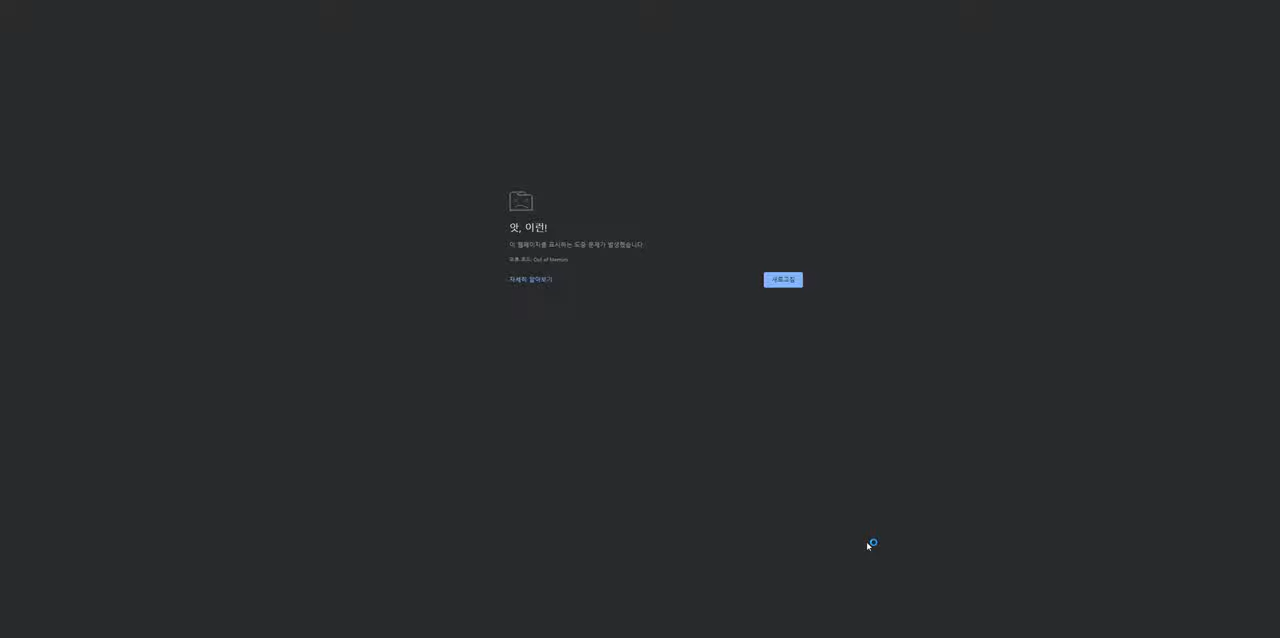 앗, 이런!
이 웹페이지를 표시하는 도중 문제가 발생했습니다.
오류 코드: Out of Memory
자세히 알아보기
새로고침